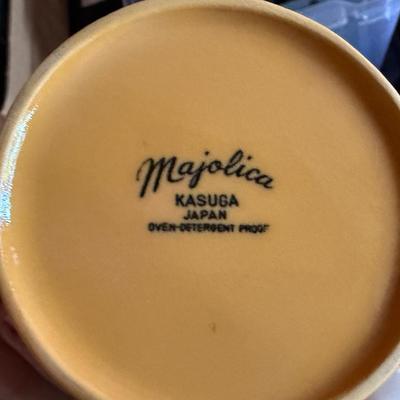 Majolica
KASUGA
JAPAN
OVEN-DETERGENT PROOF